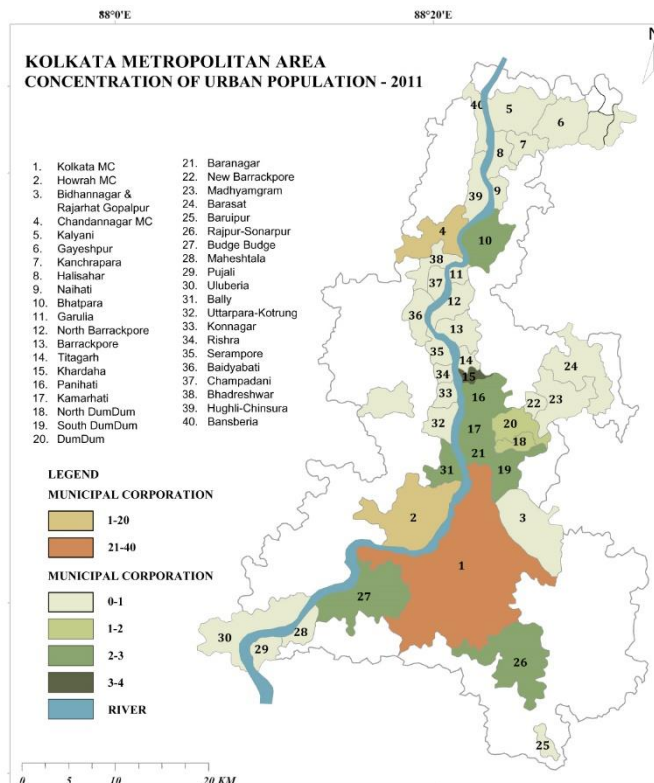 88°0'E
88°20'E
N
KOLKATA METROPOLITAN AREA
CONCENTRATION OF URBAN POPULATION - 2011
1. Kolkata MC
2. Howrah MC
3. Bidhannagar &
Rajarhat Gopalpur
4. Chandannagar MC
5. Kalyani
6. Gayeshpur
7. Kanchrapara
8. Halisahar
9. Naihati
10. Bhatpara
11. Garulia
12. North Barrackpore
13. Barrackpore
14. Titagarh
15. Khardaha
16. Panihati
17. Kamarhati
18. North DumDum
19. South DumDum
20. DumDum
21. Baranagar
22. New Barrackpore
23. Madhyamgram
24. Barasat
25. Baruipur
26. Rajpur-Sonarpur
27. Budge Budge
28. Maheshtala
29. Pujali
30. Uluberia
31. Bally
32. Uttarpara-Kotrung
33. Konnagar
34. Rishra
35. Serampore
36. Baidyabati
37. Champadani
38. Bhadreshwar
39. Hughli-Chinsura
40. Bansberia
LEGEND
MUNICIPAL CORPORATION
1-20
21-40
MUNICIPAL CORPORATION
0-1
1-2
2-3
3-4
RIVER
0 5 10 20 KM
40
5
6
8
7
39
9
4
10
38
11
37
12
36
13
35
14
24
34
15
16
33
22
23
32
17
20
18
21
31
19
2
3
1
27
28
30
29
26
25